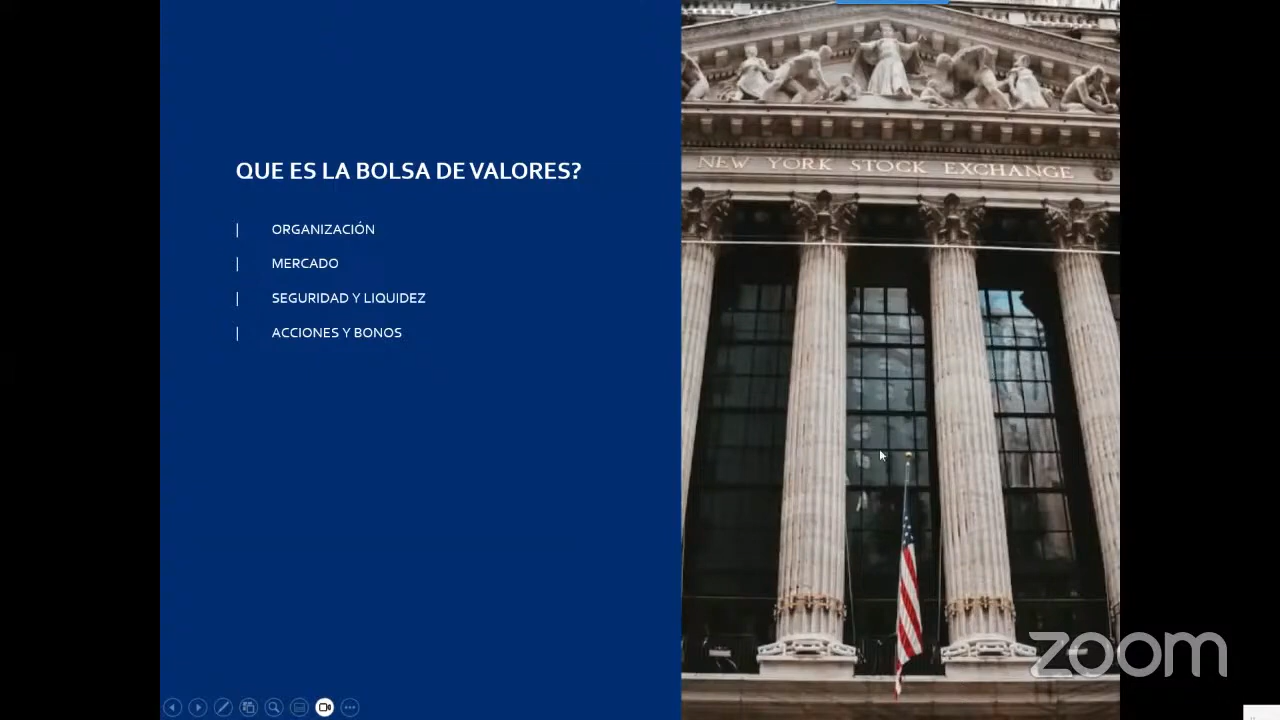 QUE ES LA BOLSA DE VALORES?
| ORGANIZACIÓN
| MERCADO
| SEGURIDAD Y LIQUIDEZ
| ACCIONES Y BONOS
NEW YORK STOCK EXCHANGE
zoom